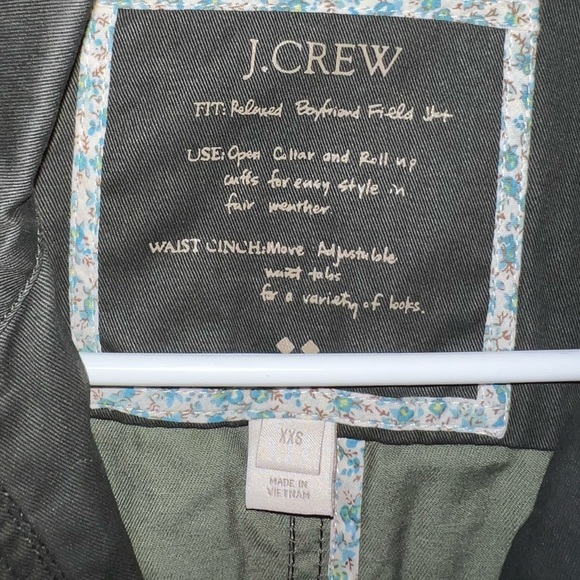 J.CREW
FIT: Relaxed Boyfriend Field Jkt
USE: Open Collar and Roll up
cuffs for easy style in
fair weather.
WAIST CINCH: Move Adjustable
waist tabs
for a variety of looks.
XXS
MADE IN
VIETNAM